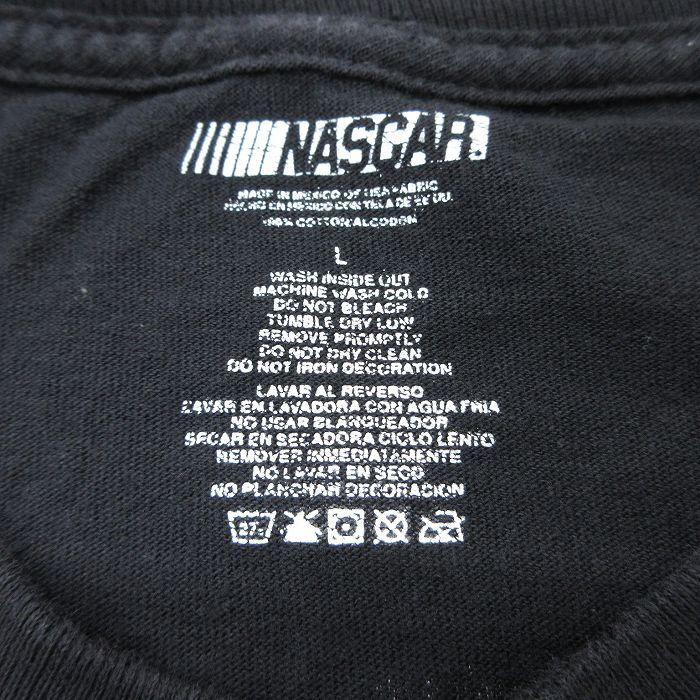 NASCAR.
MADE IN MEXICO OF USA FABRIC
HECHO EN MEXICO CON TELA DE EE UU.
100% COTTON/ALGODON
L
WASH INSIDE OUT
MACHINE WASH COLD
DO NOT BLEACH
TUMBLE DRY LOW
REMOVE PROMPTLY
DO NOT DRY CLEAN
DO NOT IRON DECORATION
LAVAR AL REVERSO
LAVAR EN LAVADORA CON AGUA FRIA
NO USAR BLANQUEADOR
SECAR EN SECADORA CICLO LENTO
REMOVER INMEDIATAMENTE
NO LAVAR EN SECO
NO PLANCHAR DECORACION